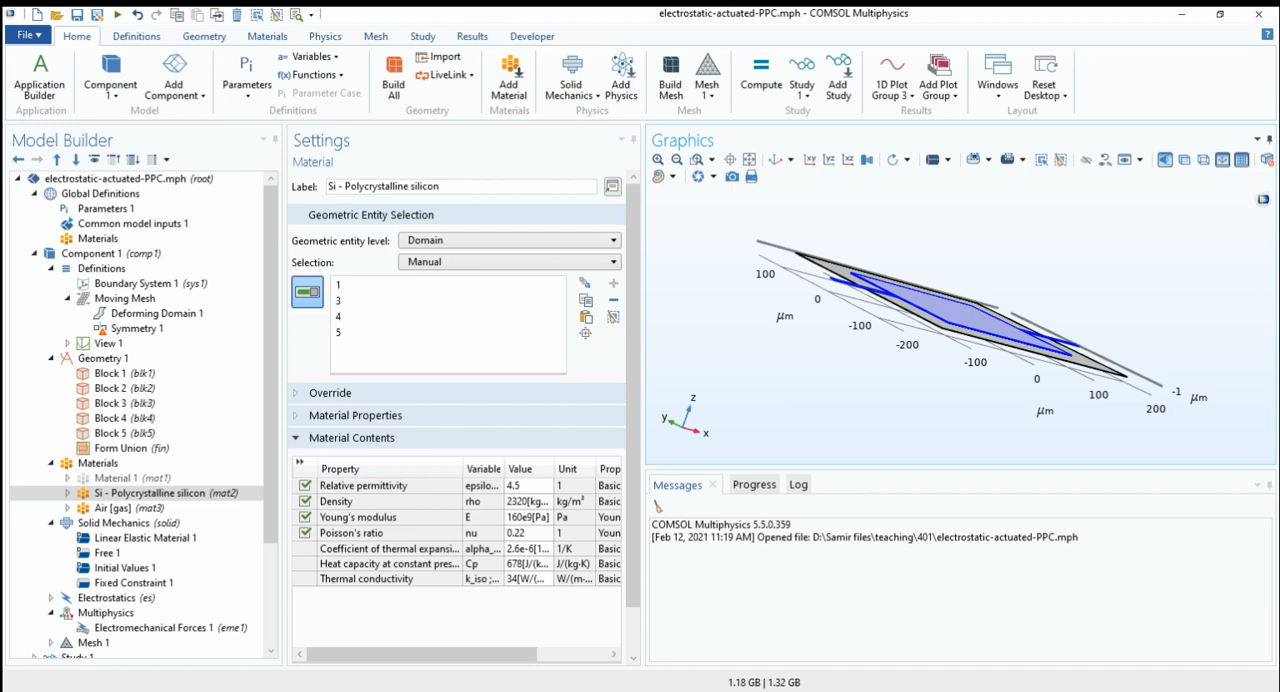 electrostatic-actuated-PPC.mph - COMSOL Multiphysics
File Home Definitions Geometry Materials Physics Mesh Study Results Developer
Application Builder
Application
Component 1
Add Component
Model
Parameters
a= Variables
f(x) Functions
Pi Parameter Case
Definitions
Build All
Import
LiveLink
Geometry
Add Material
Materials
Solid Mechanics
Add Physics
Physics
Build Mesh
Mesh 1
Mesh
Compute
Study 1
Add Study
Study
1D Plot Group 3
Add Plot Group
Results
Windows
Reset Desktop
Layout
Model Builder
electrostatic-actuated-PPC.mph (root)
Global Definitions
Pi Parameters 1
Common model inputs 1
Materials
Component 1 (comp1)
Definitions
Boundary System 1 (sys1)
Moving Mesh
Deforming Domain 1
Symmetry 1
View 1
Geometry 1
Block 1 (blk1)
Block 2 (blk2)
Block 3 (blk3)
Block 4 (blk4)
Block 5 (blk5)
Form Union (fin)
Materials
Material 1 (mat1)
Si - Polycrystalline silicon (mat2)
Air [gas] (mat3)
Solid Mechanics (solid)
Linear Elastic Material 1
Free 1
Initial Values 1
Fixed Constraint 1
Electrostatics (es)
Multiphysics
Electromechanical Forces 1 (eme1)
Mesh 1
Study 1
Settings
Material
Label: Si - Polycrystalline silicon
Geometric Entity Selection
Geometric entity level: Domain
Selection: Manual
1
3
4
5
Override
Material Properties
Material Contents
Property Variable Value Unit Prop
Relative permittivity epsilo... 4.5 1 Basic
Density rho 2320[kg... kg/m³ Basic
Young's modulus E 160e9[Pa] Pa Youn
Poisson's ratio nu 0.22 1 Youn
Coefficient of thermal expansi... alpha_... 2.6e-6[1... 1/K Basic
Heat capacity at constant pres... Cp 678[J/(k... J/(kg·K) Basic
Thermal conductivity k_iso ;... 34[W/(... W/(m·... Basic
Graphics
xy yz xz
100
0
µm
-100
-200
-100
0
µm
100
200
-1
µm
z
y
x
Messages Progress Log
COMSOL Multiphysics 5.5.0.359
[Feb 12, 2021 11:19 AM] Opened file: D:\Samir files\teaching\401\electrostatic-actuated-PPC.mph
1.18 GB | 1.32 GB